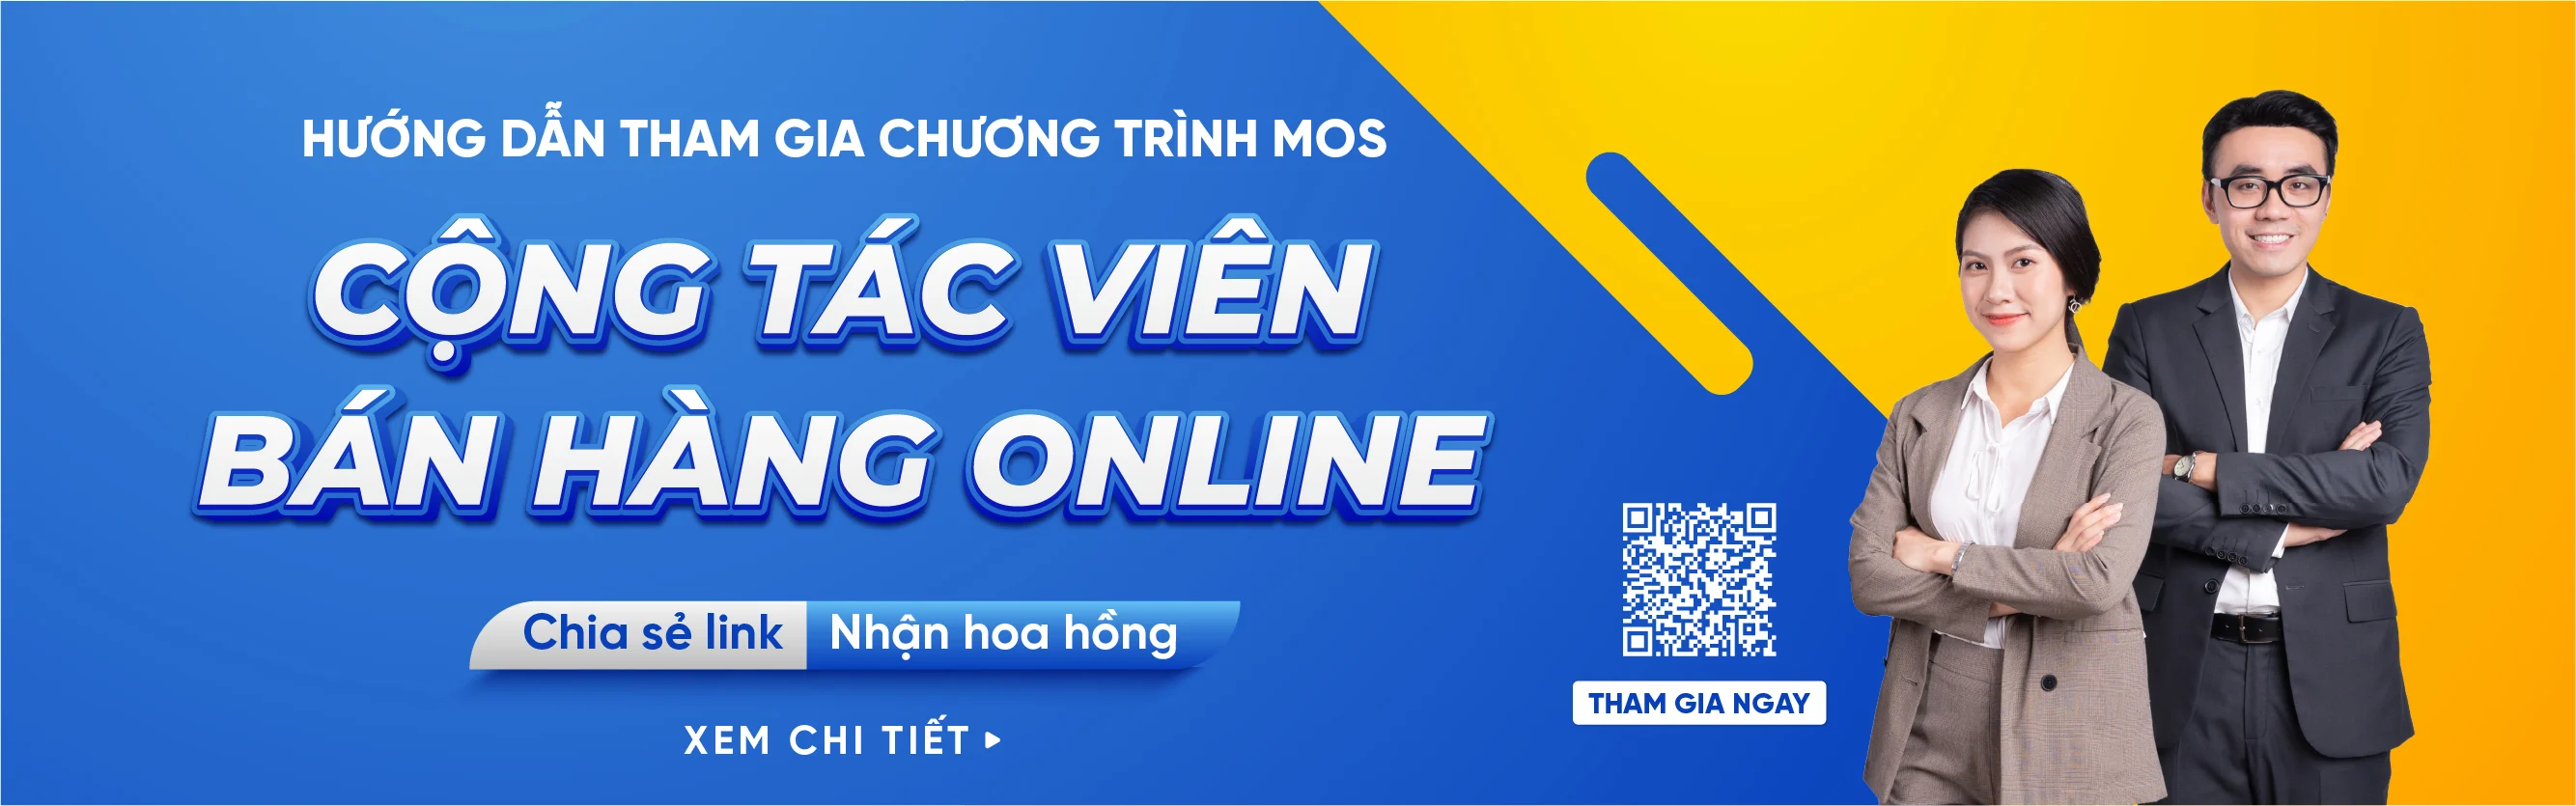 HƯỚNG DẪN THAM GIA CHƯƠNG TRÌNH MOS
CỘNG TÁC VIÊN
BÁN HÀNG ONLINE
Chia sẻ link Nhận hoa hồng
XEM CHI TIẾT
THAM GIA NGAY